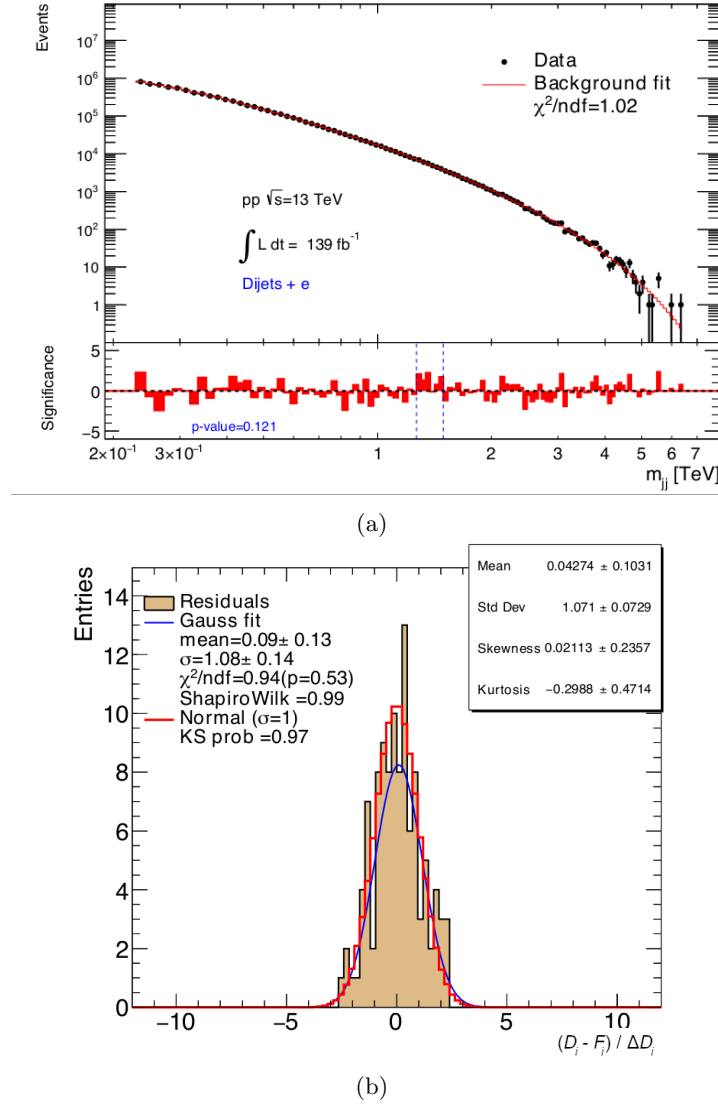 Events
10^7
10^6
10^5
10^4
10^3
10^2
10
1
Data
Background fit
χ²/ndf=1.02
pp √s=13 TeV
∫ L dt = 139 fb⁻¹
Dijets + e
Significance
5
0
−5
p-value=0.121
2×10⁻¹ 3×10⁻¹ 1 2 3 4 5 6 7
m_jj [TeV]
(a)
Entries
14
12
10
8
6
4
2
0
Residuals
Gauss fit
mean=0.09± 0.13
σ=1.08± 0.14
χ²/ndf=0.94(p=0.53)
ShapiroWilk =0.99
Normal (σ=1)
KS prob =0.97
Mean 0.04274 ± 0.1031
Std Dev 1.071 ± 0.0729
Skewness 0.02113 ± 0.2357
Kurtosis −0.2988 ± 0.4714
−10 −5 0 5 10
(D_i - F_i) / ΔD_i
(b)